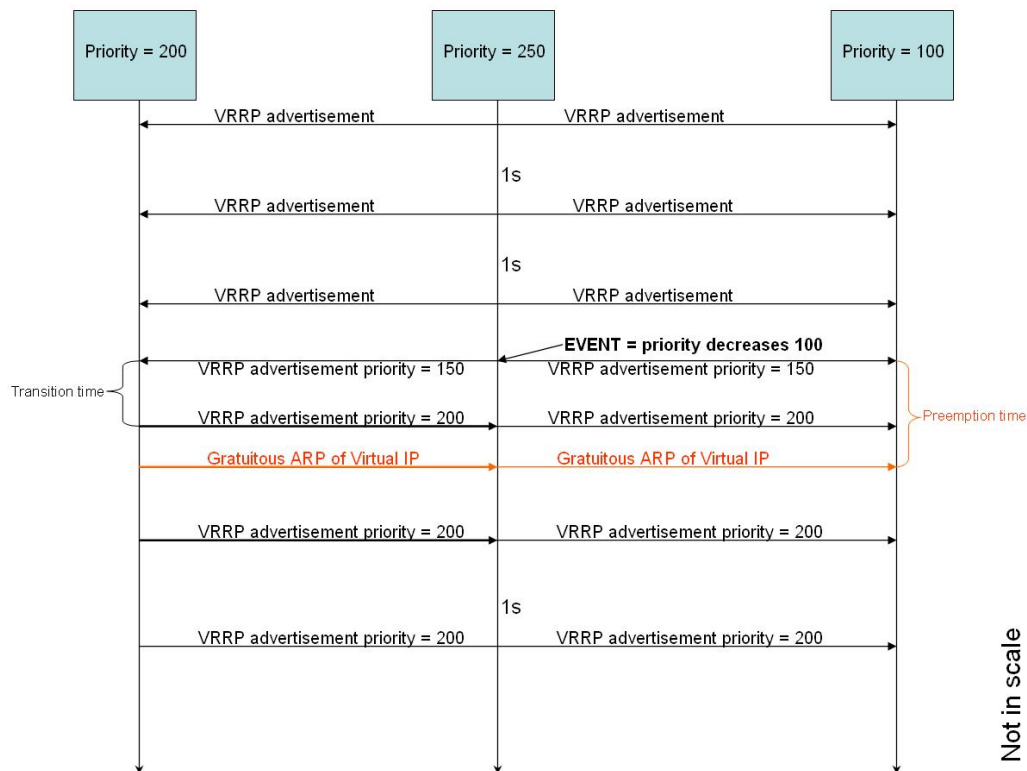 Priority = 200
Priority = 250
Priority = 100
VRRP advertisement
VRRP advertisement
1s
VRRP advertisement
VRRP advertisement
1s
VRRP advertisement
VRRP advertisement
EVENT = priority decreases 100
VRRP advertisement priority = 150
VRRP advertisement priority = 150
Transition time
VRRP advertisement priority = 200
VRRP advertisement priority = 200
Preemption time
Gratuitous ARP of Virtual IP
Gratuitous ARP of Virtual IP
VRRP advertisement priority = 200
VRRP advertisement priority = 200
1s
VRRP advertisement priority = 200
VRRP advertisement priority = 200
Not in scale